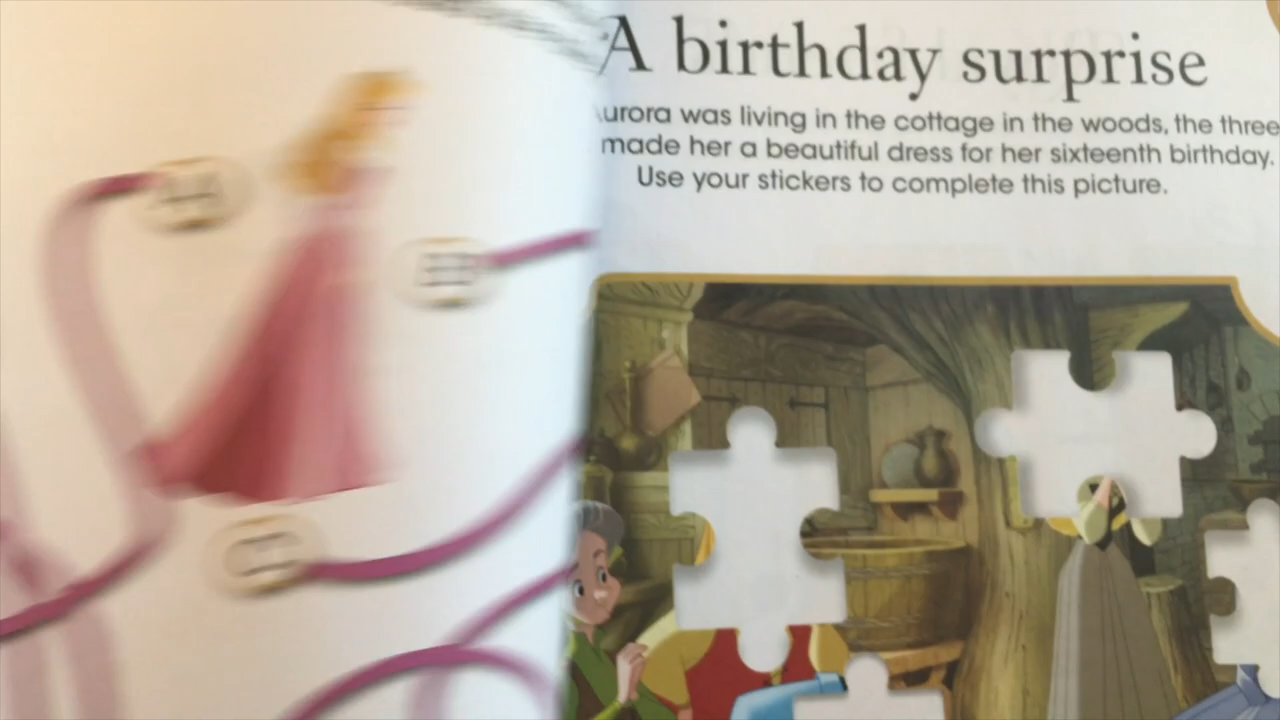 A birthday surprise
urora was living in the cottage in the woods, the three
made her a beautiful dress for her sixteenth birthday.
Use your stickers to complete this picture.